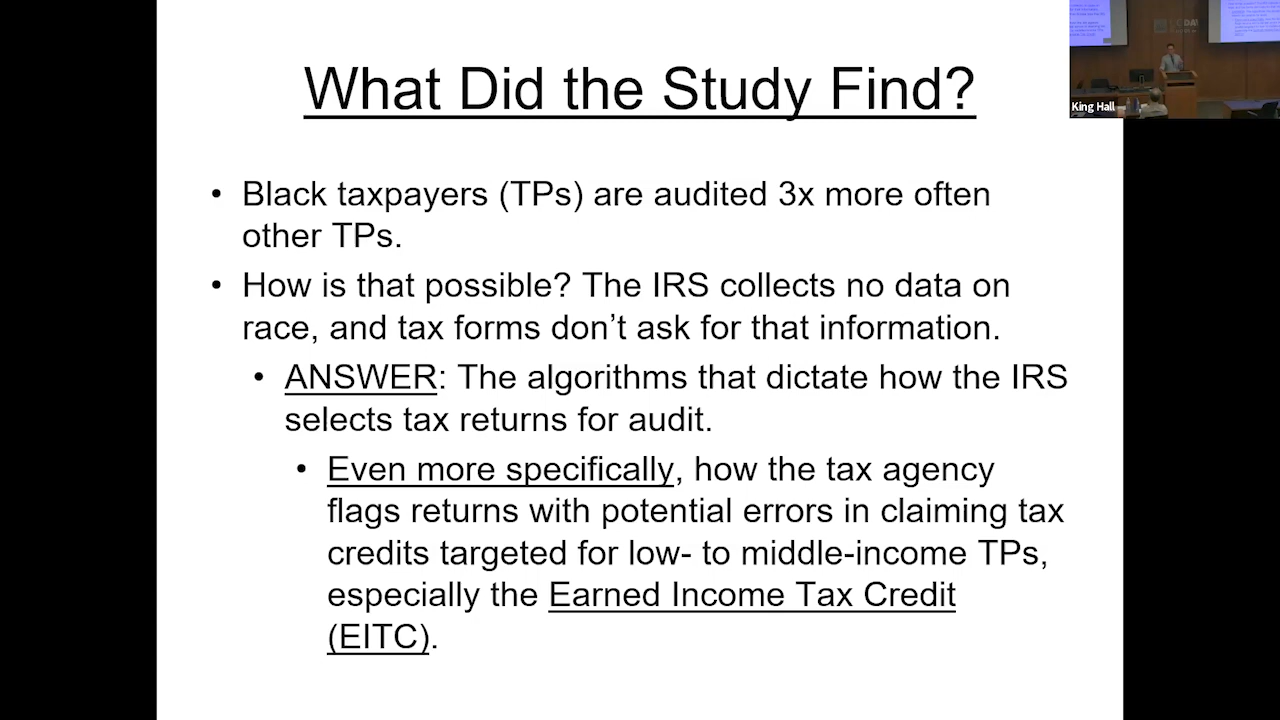 What Did the Study Find?
• Black taxpayers (TPs) are audited 3x more often
other TPs.
• How is that possible? The IRS collects no data on
race, and tax forms don’t ask for that information.
• ANSWER: The algorithms that dictate how the IRS
selects tax returns for audit.
• Even more specifically, how the tax agency
flags returns with potential errors in claiming tax
credits targeted for low- to middle-income TPs,
especially the Earned Income Tax Credit
(EITC).
King Hall